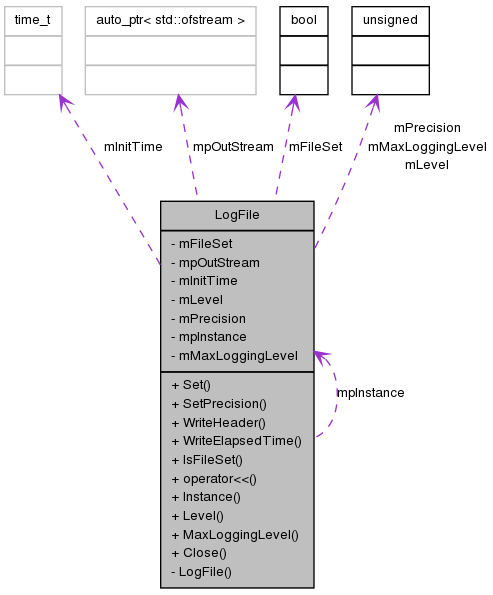 time_t
auto_ptr< std::ofstream >
bool
unsigned
mInitTime
mpOutStream
mFileSet
mPrecision
mMaxLoggingLevel
mLevel
LogFile
- mFileSet
- mpOutStream
- mInitTime
- mLevel
- mPrecision
- mpInstance
- mMaxLoggingLevel
+ Set()
+ SetPrecision()
+ WriteHeader()
+ WriteElapsedTime()
+ IsFileSet()
+ operator<<()
+ Instance()
+ Level()
+ MaxLoggingLevel()
+ Close()
- LogFile()
mpInstance